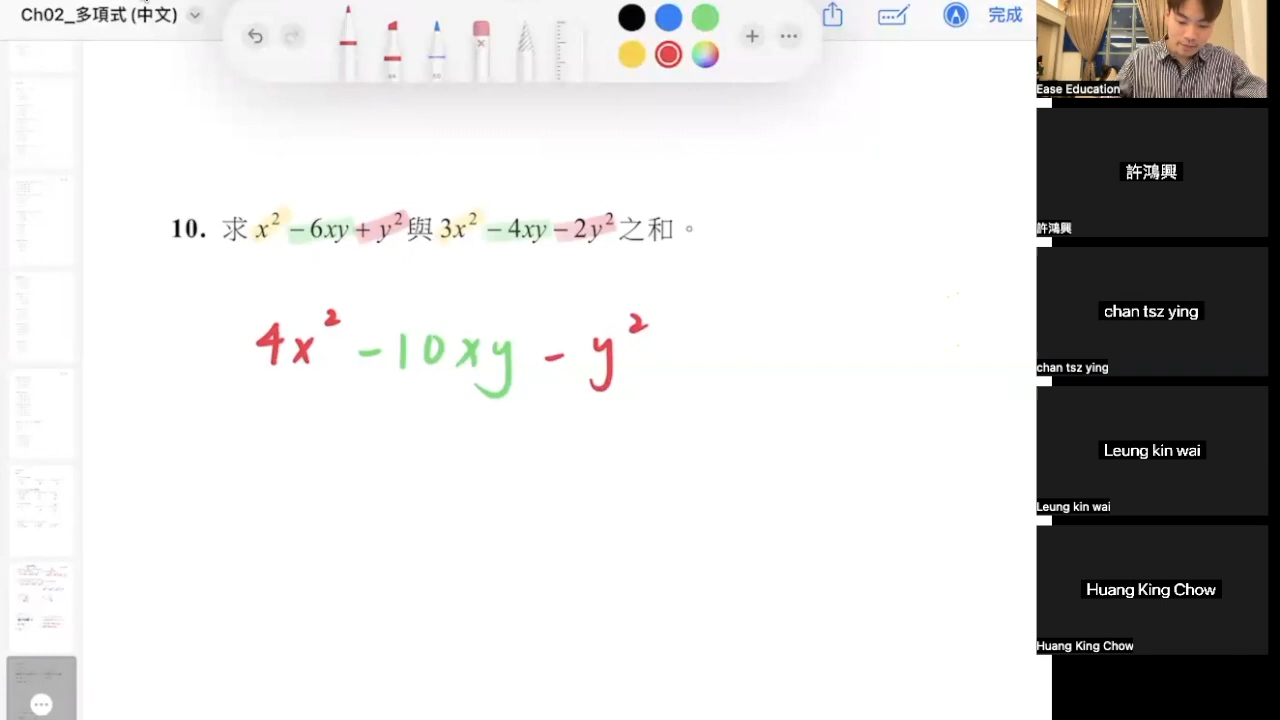 Ch02_多項式 (中文)
完成
10. 求 x² − 6xy + y² 與 3x² − 4xy − 2y² 之和。
4x² − 10xy − y²
Ease Education
許鴻興
許鴻興
chan tsz ying
chan tsz ying
Leung kin wai
Leung kin wai
Huang King Chow
Huang King Chow